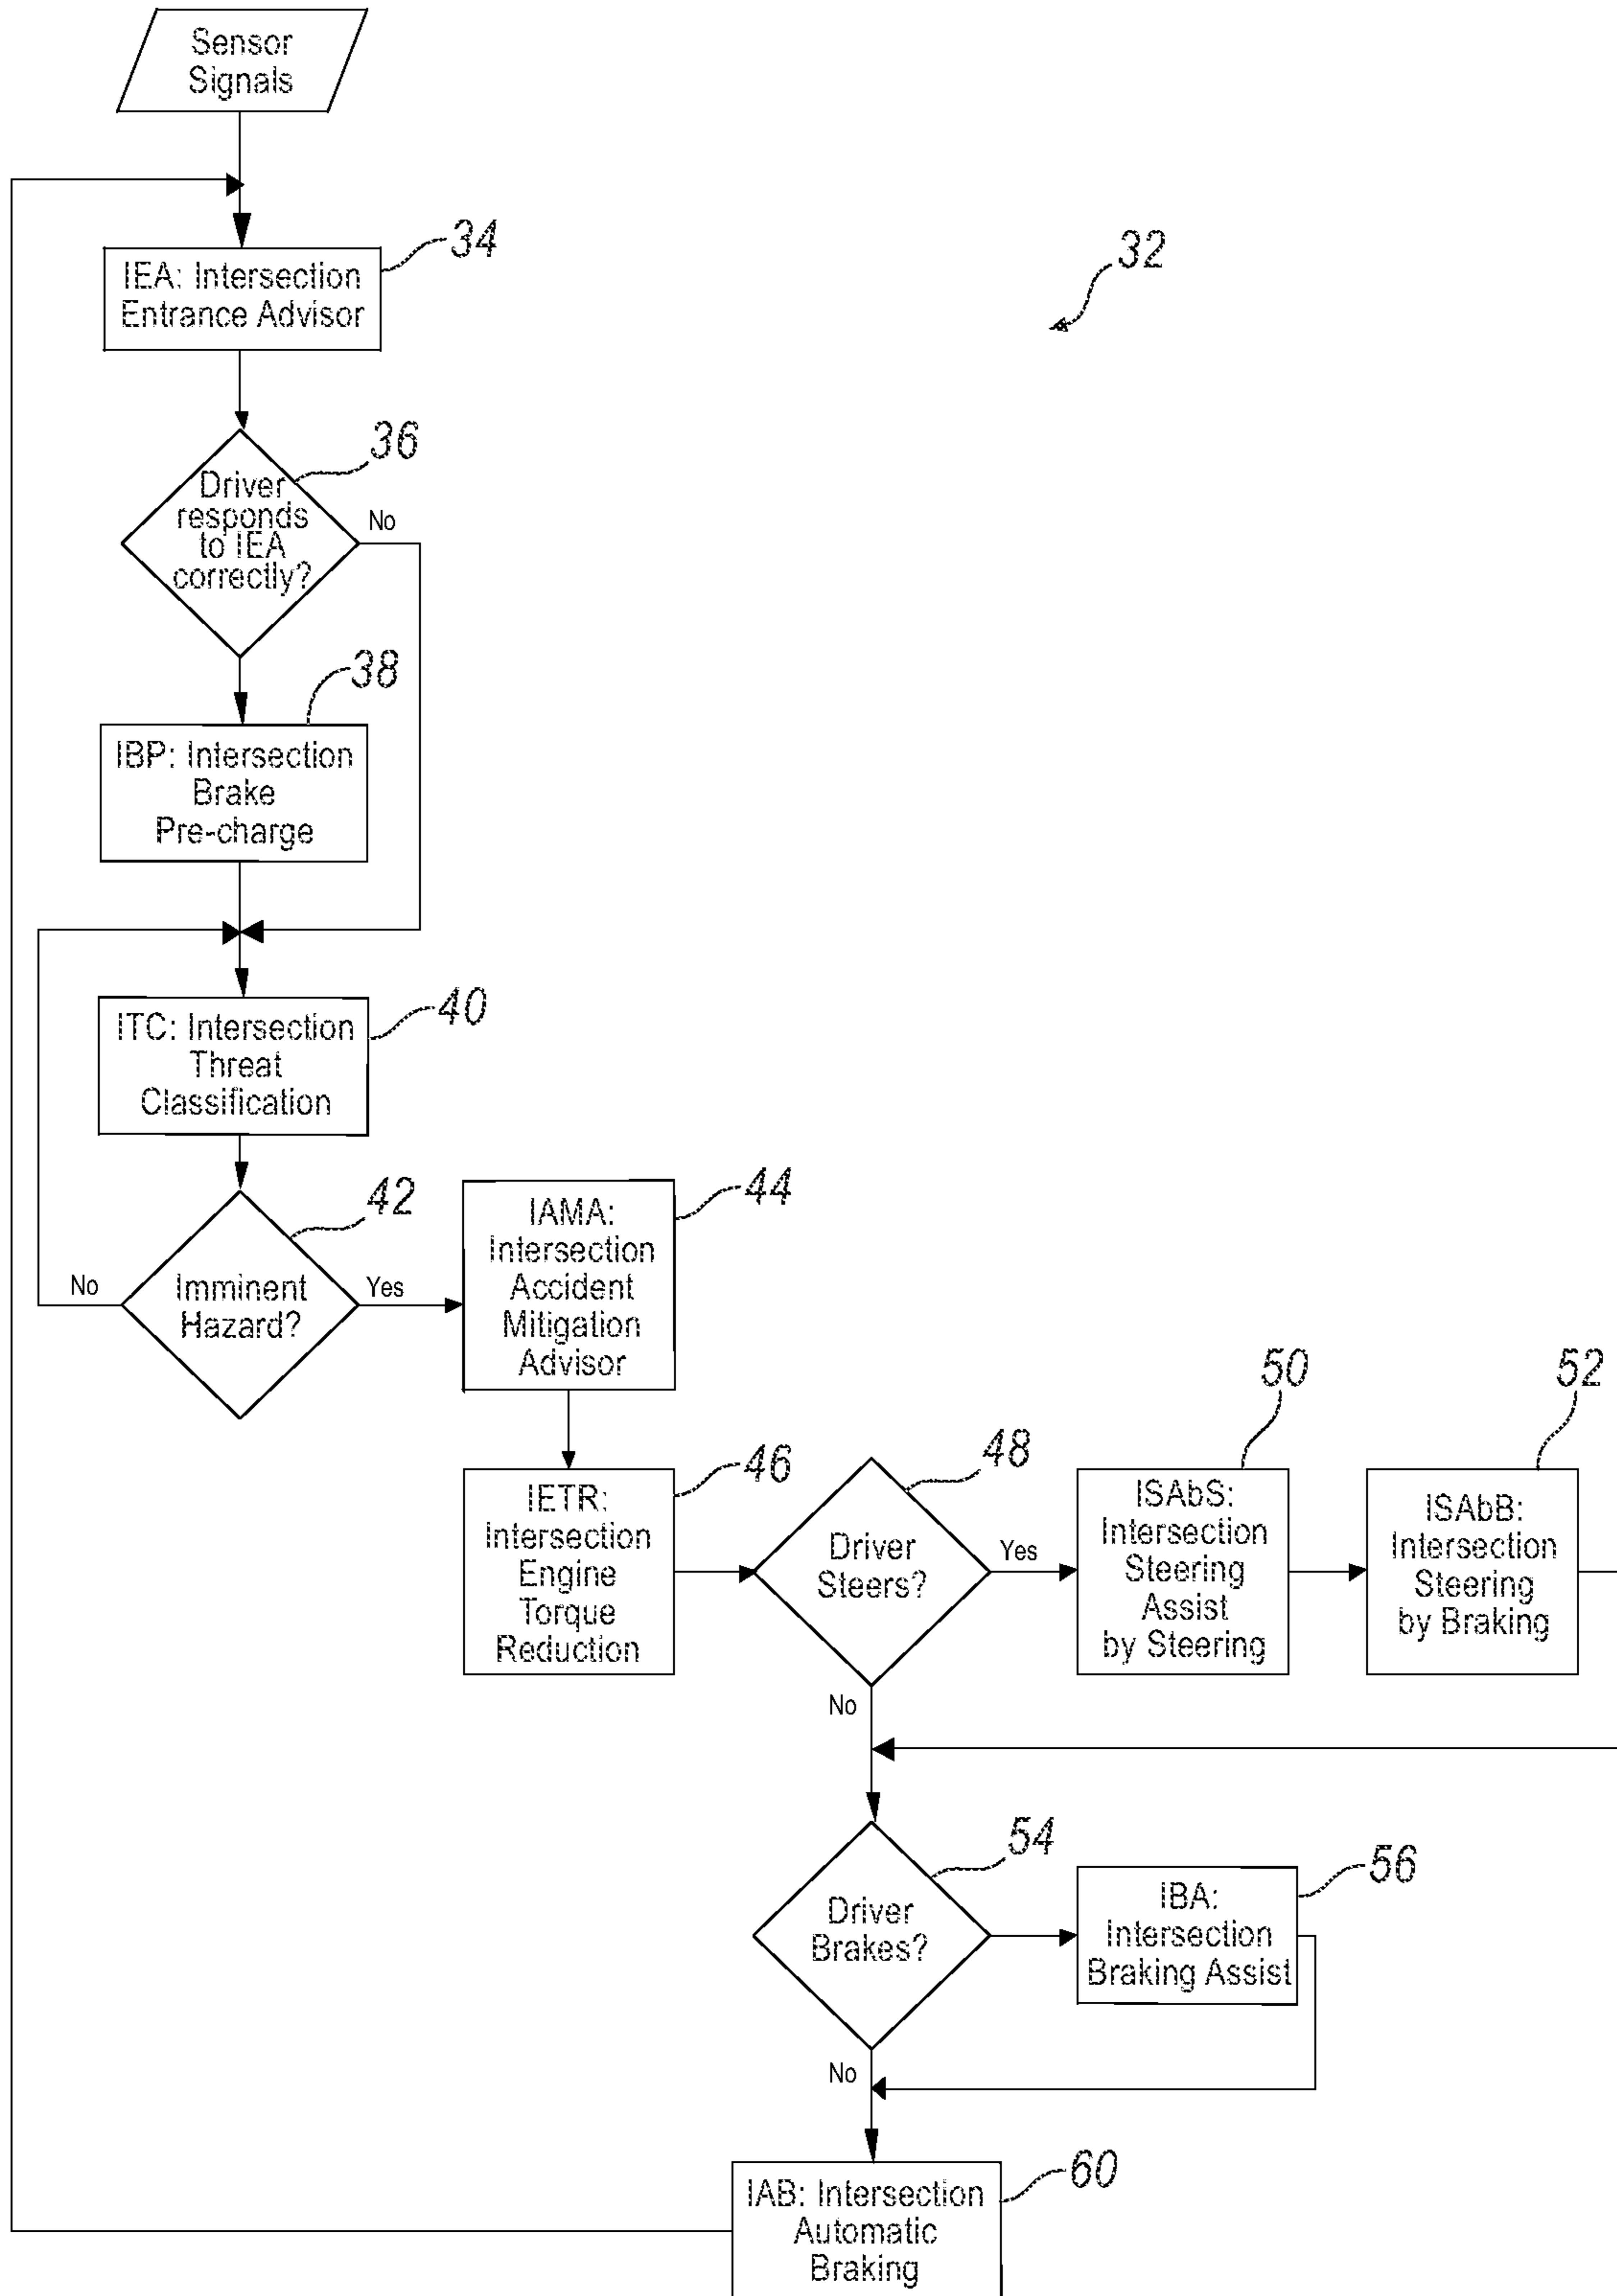 Sensor
Signals
34
IEA: Intersection
Entrance Advisor
32
36
Driver
responds
to IEA
correctly?
No
38
IBP: Intersection
Brake
Pre-charge
40
ITC: Intersection
Threat
Classification
42
Imminent
Hazard?
No
Yes
44
IAMA:
Intersection
Accident
Mitigation
Advisor
46
IETR:
Intersection
Engine
Torque
Reduction
48
Driver
Steers?
Yes
No
50
ISAbS:
Intersection
Steering
Assist
by Steering
52
ISAbB:
Intersection
Steering
by Braking
54
Driver
Brakes?
No
56
IBA:
Intersection
Braking Assist
60
IAB: Intersection
Automatic
Braking